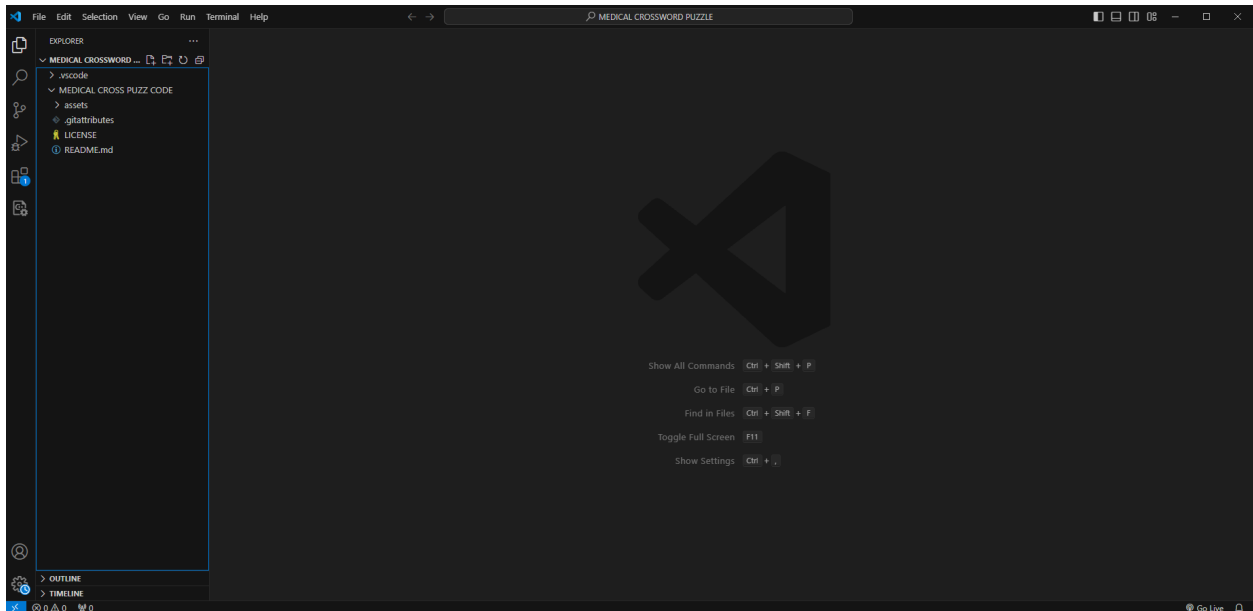 File Edit Selection View Go Run Terminal Help
MEDICAL CROSSWORD PUZZLE
EXPLORER
MEDICAL CROSSWORD ...
.vscode
MEDICAL CROSS PUZZ CODE
assets
.gitattributes
LICENSE
README.md
1
Show All Commands Ctrl + Shift + P
Go to File Ctrl + P
Find in Files Ctrl + Shift + F
Toggle Full Screen F11
Show Settings Ctrl + ,
OUTLINE
TIMELINE
0 0 0 Go Live